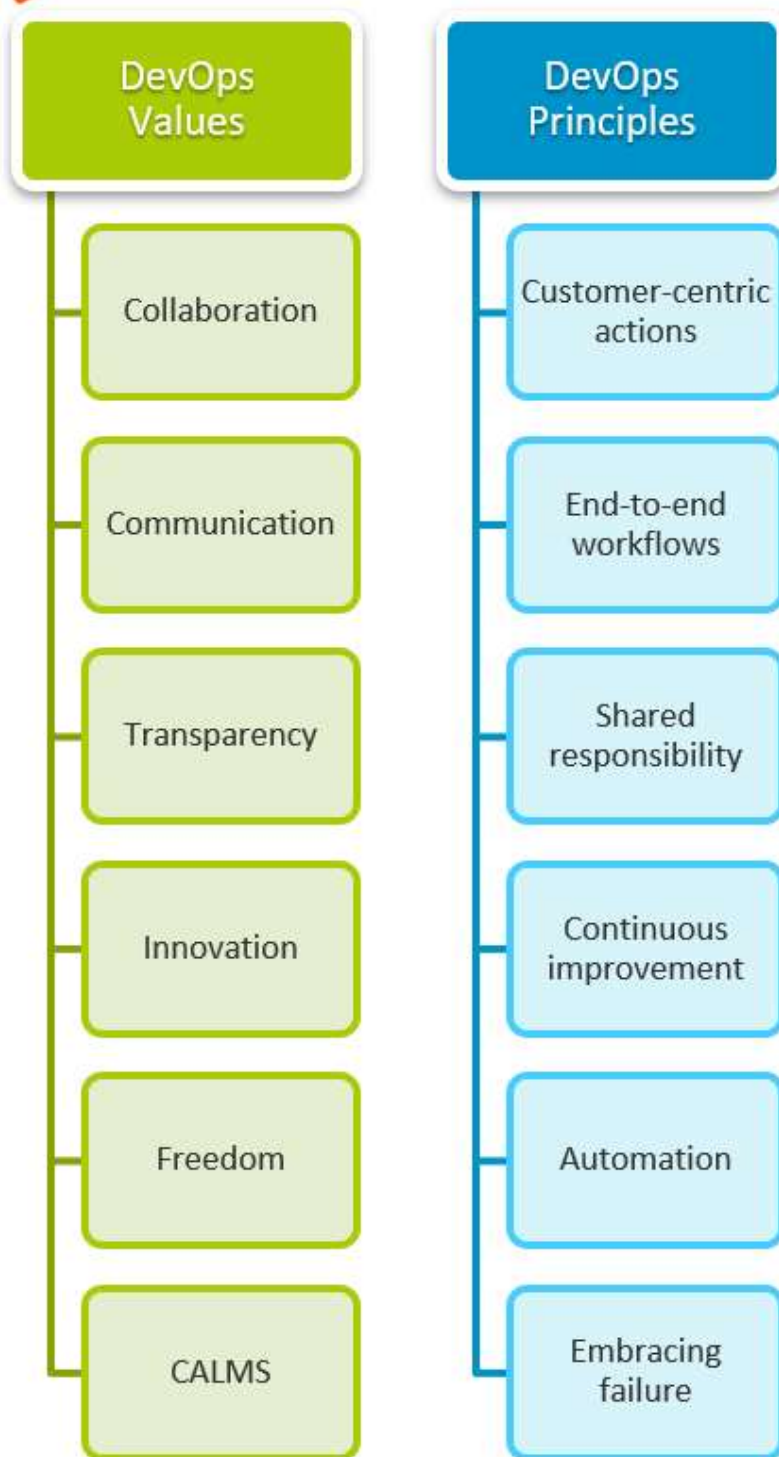 DevOps
Values
Collaboration
Communication
Transparency
Innovation
Freedom
CALMS
DevOps
Principles
Customer-centric
actions
End-to-end
workflows
Shared
responsibility
Continuous
improvement
Automation
Embracing
failure